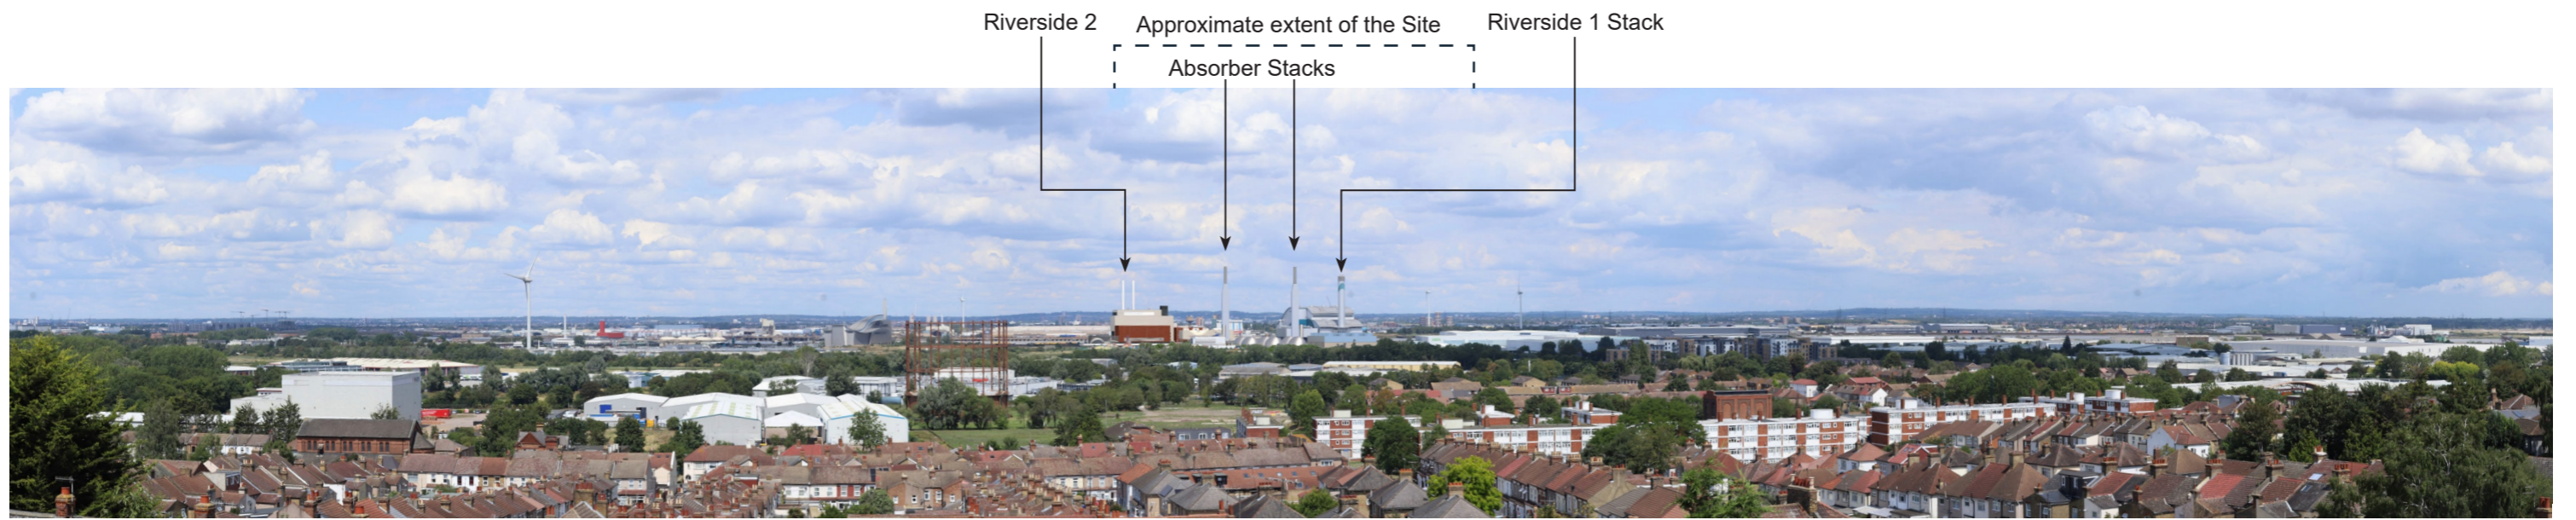 Riverside 2
Approximate extent of the Site
Riverside 1 Stack
Absorber Stacks